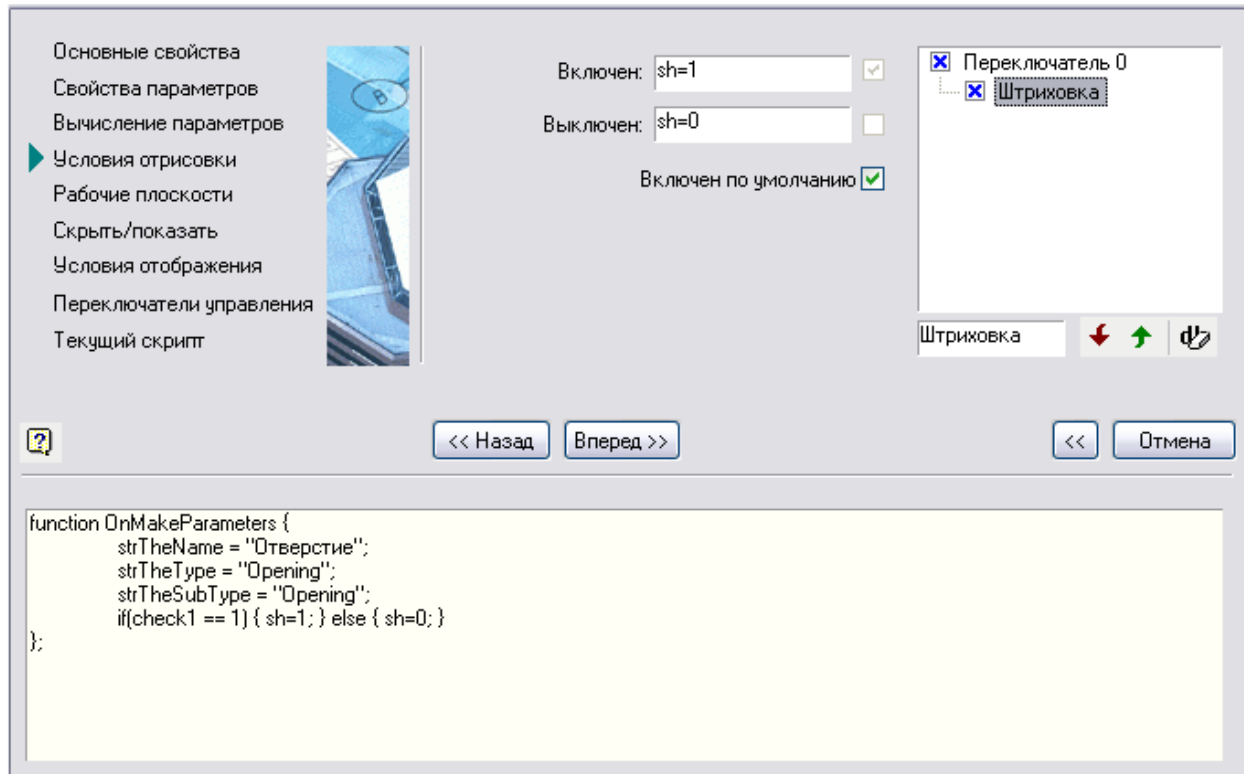 Основные свойства
Свойства параметров
Вычисление параметров
Условия отрисовки
Рабочие плоскости
Скрыть/показать
Условия отображения
Переключатели управления
Текущий скрипт
B
Включен: sh=1
Выключен: sh=0
Включен по умолчанию
Переключатель 0
Штриховка
Штриховка
<< Назад
Вперед >>
<<
Отмена
function OnMakeParameters {
strTheName = "Отверстие";
strTheType = "Opening";
strTheSubType = "Opening";
if(check1 == 1) { sh=1; } else { sh=0; }
};